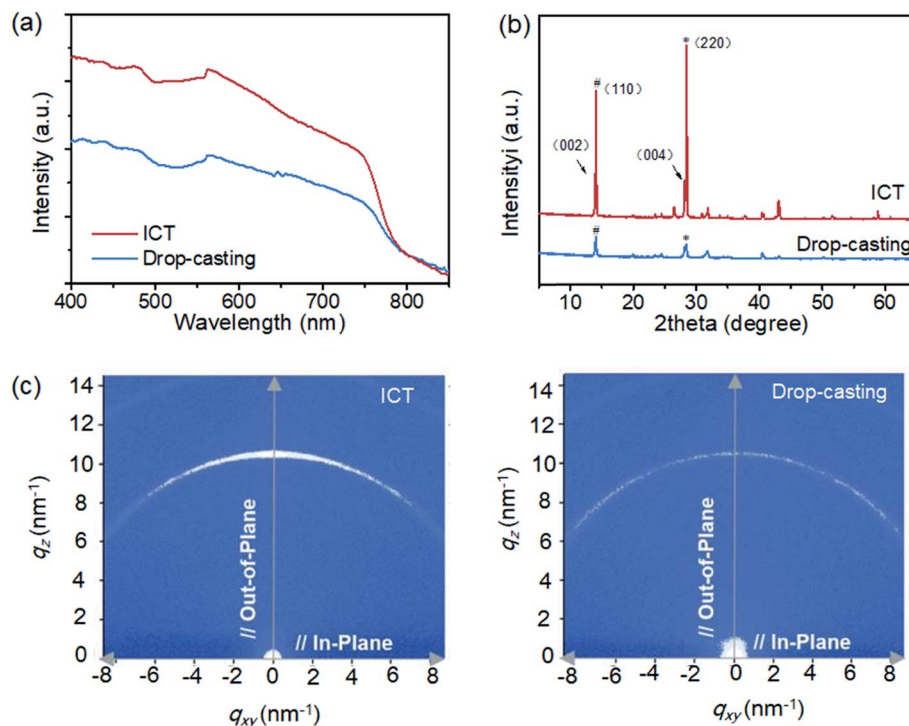 (a)
Intensity (a.u.)
ICT
Drop-casting
400 500 600 700 800
Wavelength (nm)
(b)
Intensityi (a.u.)
* (220)
# (110)
(002)
(004)
ICT
# *
Drop-casting
10 20 30 40 50 60
2theta (degree)
(c)
ICT
14
12
10
8
6
4
2
0
qz (nm-1)
// Out-of-Plane
// In-Plane
-8 -6 -4 -2 0 2 4 6 8
qxy (nm-1)
Drop-casting
14
12
10
8
6
4
2
0
qz (nm-1)
// Out-of-Plane
// In-Plane
-8 -6 -4 -2 0 2 4 6 8
qxy (nm-1)